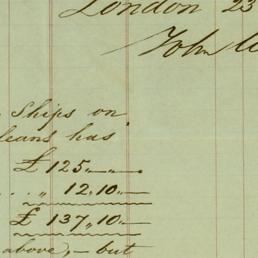 London 23
John
Ships on
leans has
£ 125 „ — „ —
. . „ 12.10 „ —
£ 137 „ 10 „ —
above, – but